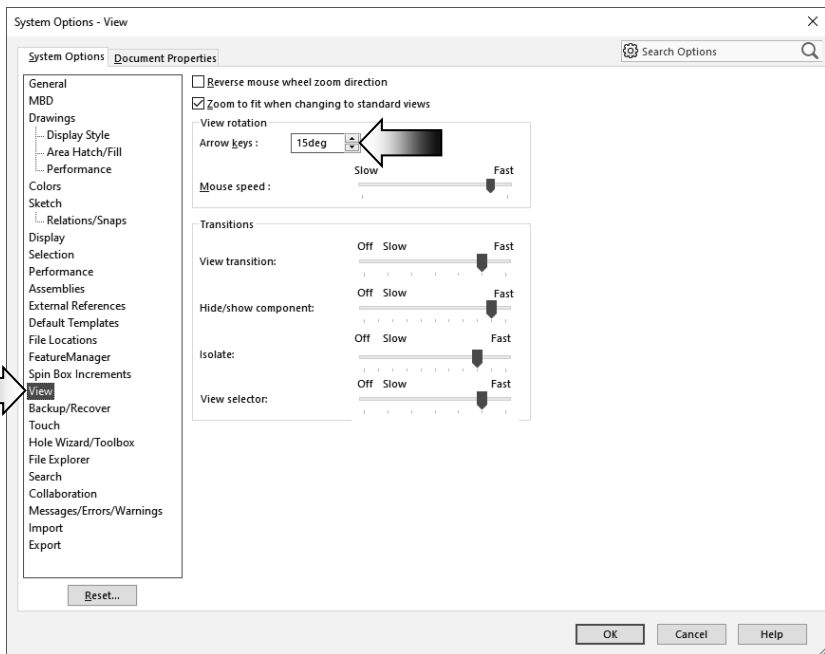 System Options - View
System Options
Document Properties
Search Options
General
MBD
Drawings
Display Style
Area Hatch/Fill
Performance
Colors
Sketch
Relations/Snaps
Display
Selection
Performance
Assemblies
External References
Default Templates
File Locations
FeatureManager
Spin Box Increments
View
Backup/Recover
Touch
Hole Wizard/Toolbox
File Explorer
Search
Collaboration
Messages/Errors/Warnings
Import
Export
Reset...
Reverse mouse wheel zoom direction
Zoom to fit when changing to standard views
View rotation
Arrow keys : 15deg
Slow Fast
Mouse speed :
Transitions
Off Slow Fast
View transition:
Off Slow Fast
Hide/show component:
Off Slow Fast
Isolate:
Off Slow Fast
View selector:
OK Cancel Help